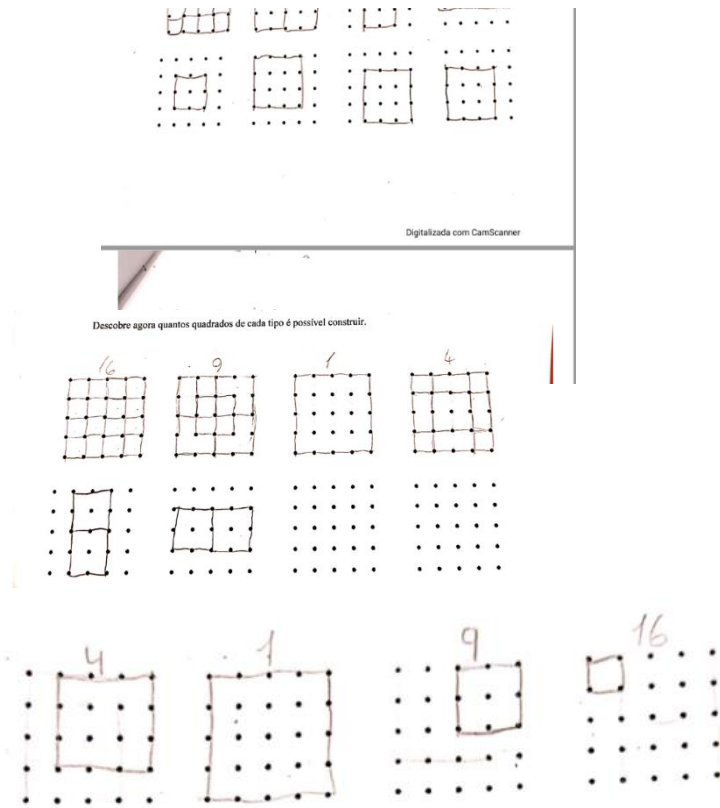 Digitalizada com CamScanner
Descobre agora quantos quadrados de cada tipo é possível construir.
16 9 1 4
4 1 9 16